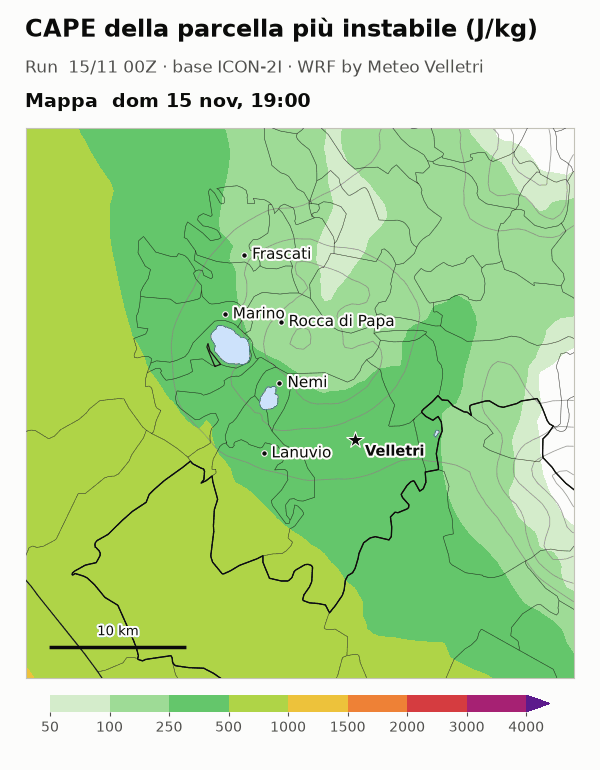 CAPE della parcella più instabile (J/kg)
Run  15/11 00Z · base ICON-2I · WRF by Meteo Velletri
Mappa  dom 15 nov, 19:00
Frascati
Marino
Rocca di Papa
Nemi
Velletri
Lanuvio
10 km
50 100 250 500 1000 1500 2000 3000 4000